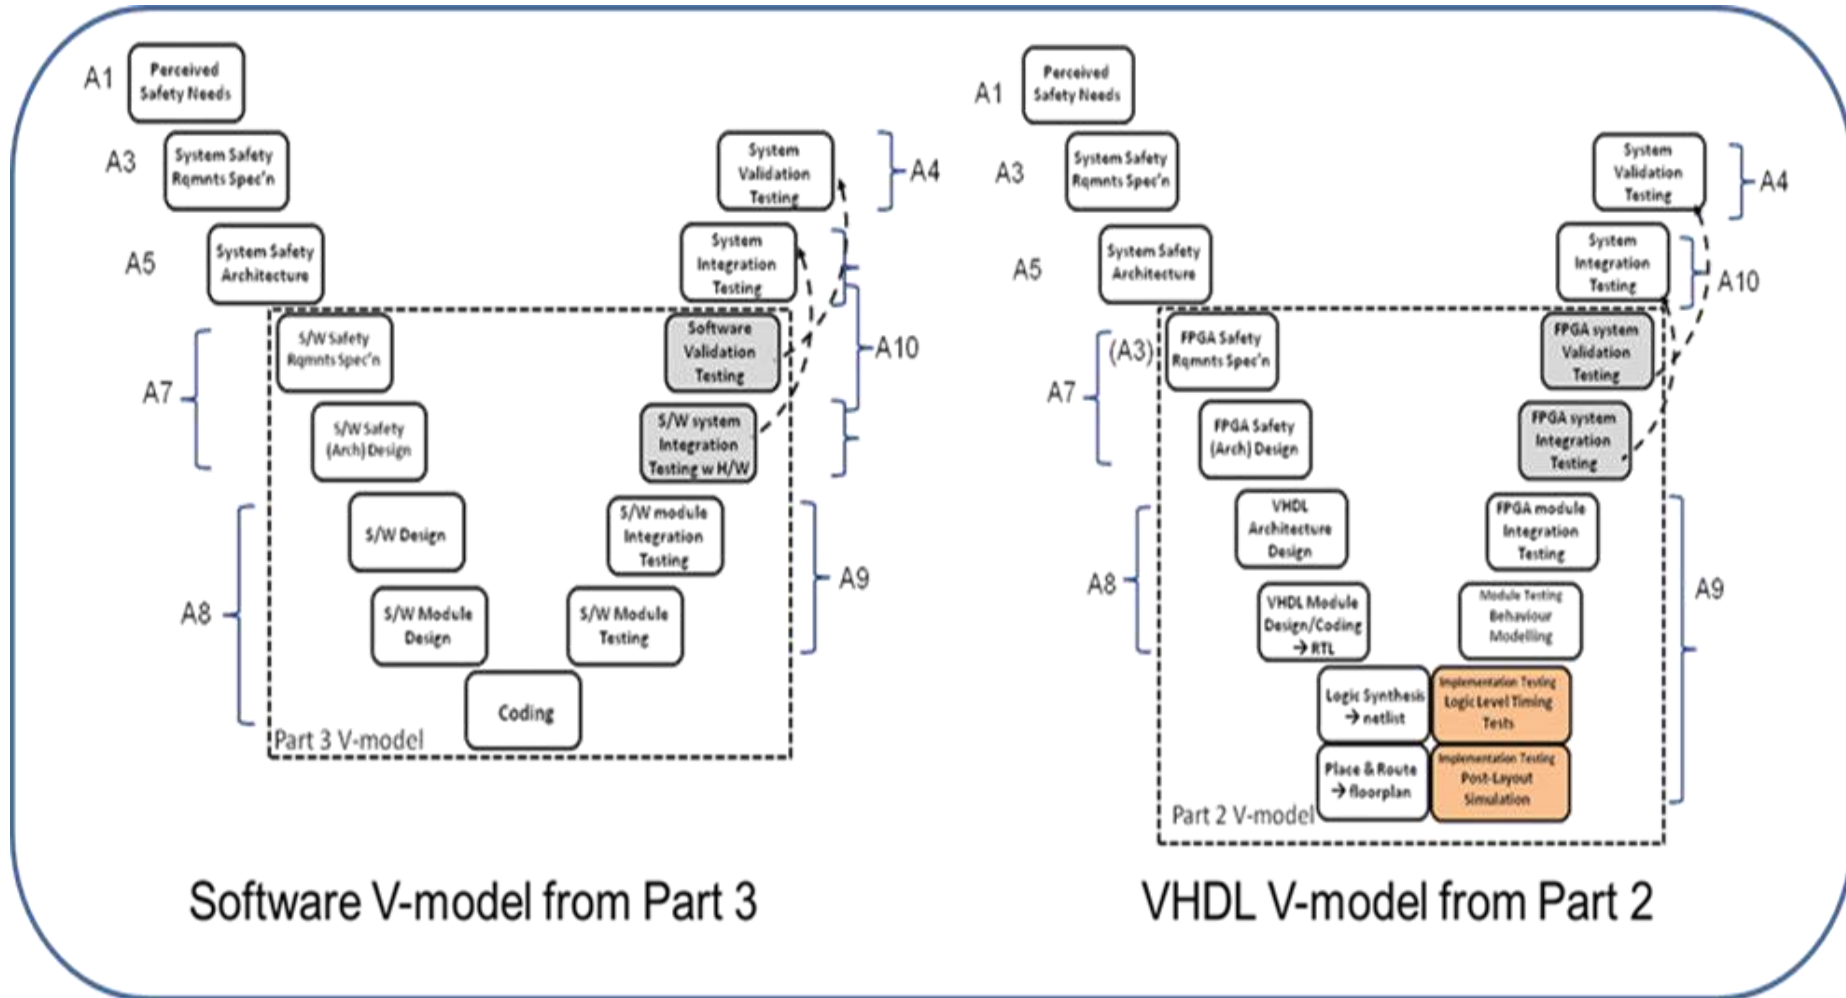 A1
Perceived
Safety Needs
A3
System Safety
Rqmnts Spec'n
A5
System Safety
Architecture
A7
S/W Safety
Rqmnts Spec'n
S/W Safety
(Arch) Design
A8
S/W Design
S/W Module
Design
Coding
S/W Module
Testing
S/W module
Integration
Testing
A9
S/W system
Integration
Testing w H/W
Software
Validation
Testing
A10
System
Integration
Testing
System
Validation
Testing
A4
Part 3 V-model
Software V-model from Part 3
A1
Perceived
Safety Needs
A3
System Safety
Rqmnts Spec'n
A5
System Safety
Architecture
A7
(A3)
FPGA Safety
Rqmnts Spec'n
FPGA Safety
(Arch) Design
A8
VHDL
Architecture
Design
VHDL Module
Design/Coding
→ RTL
Logic Synthesis
→ netlist
Place & Route
→ floorplan
Implementation Testing
Post-Layout
Simulation
Implementation Testing
Logic Level Timing
Tests
Module Testing
Behaviour
Modelling
FPGA module
Integration
Testing
A9
FPGA system
Integration
Testing
FPGA system
Validation
Testing
System
Integration
Testing
A10
System
Validation
Testing
A4
Part 2 V-model
VHDL V-model from Part 2